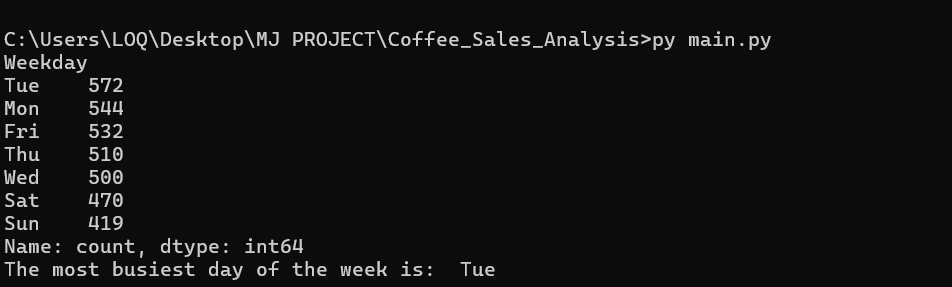 C:\Users\LOQ\Desktop\MJ PROJECT\Coffee_Sales_Analysis>py main.py
Weekday
Tue    572
Mon    544
Fri    532
Thu    510
Wed    500
Sat    470
Sun    419
Name: count, dtype: int64
The most busiest day of the week is:  Tue